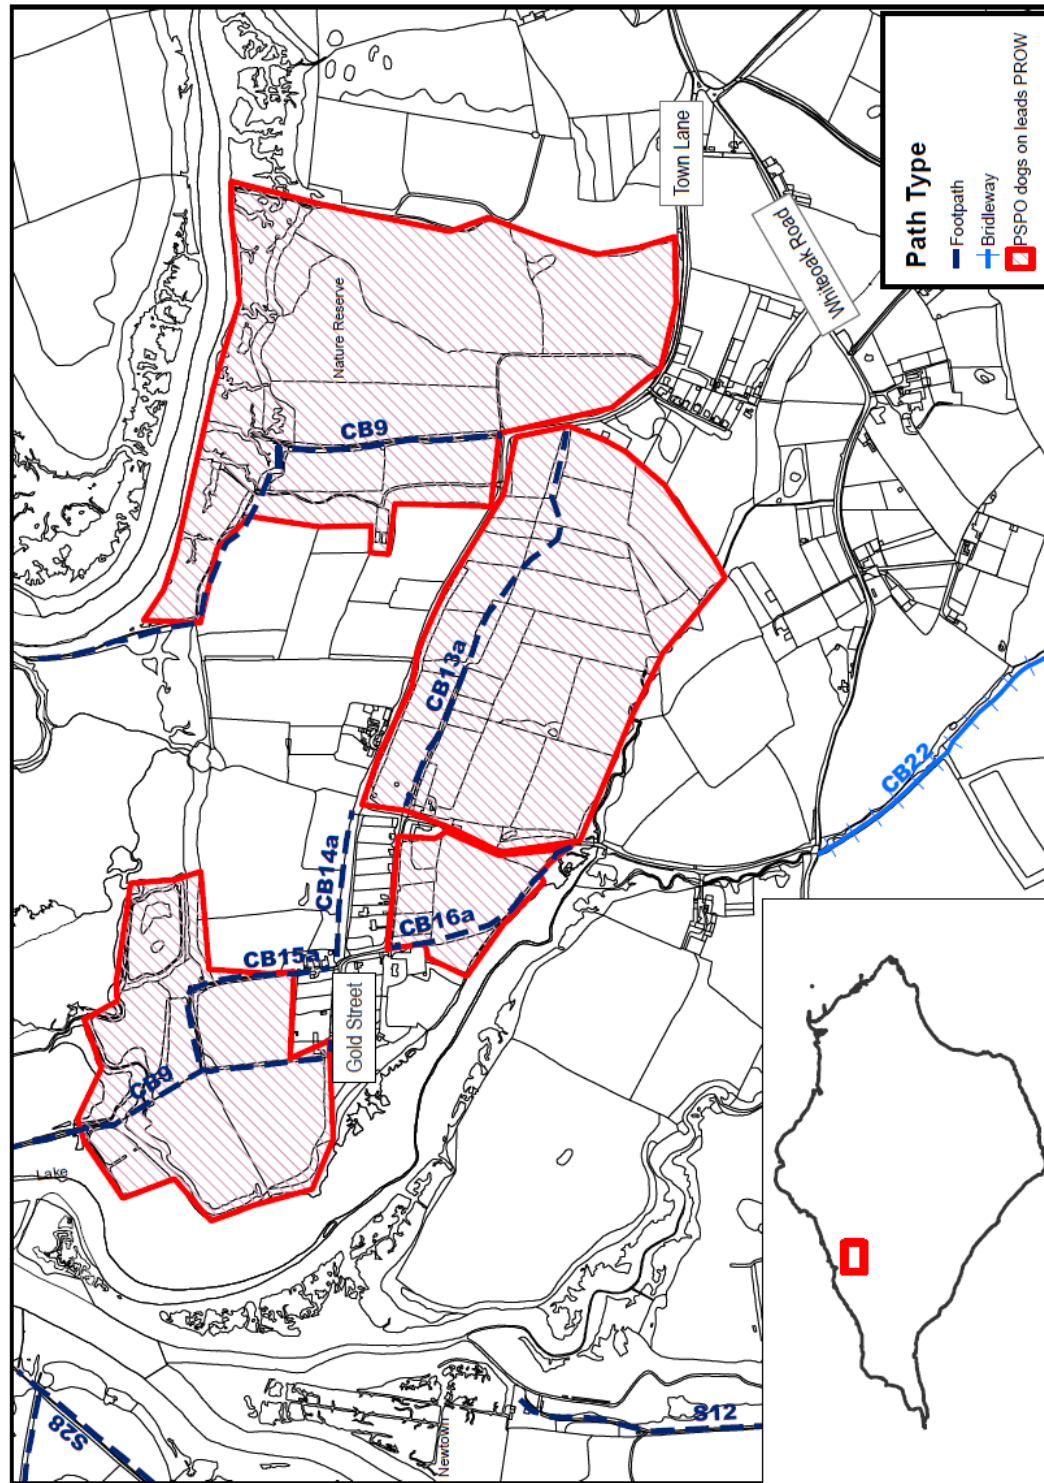 Town Lane
Whiteoak Road
Path Type
Footpath
Bridleway
PSPO dogs on leads PROW
Nature Reserve
CB9
CB13a
CB14a
CB15a
CB16a
Gold Street
CB9
Lake
CB22
S28
S12
Newtown